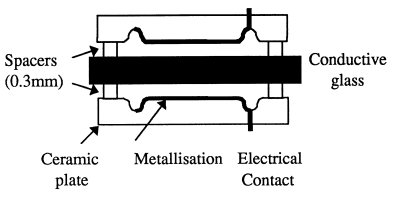 Spacers
(0.3mm)
Conductive
glass
Ceramic
plate
Metallisation
Electrical
Contact